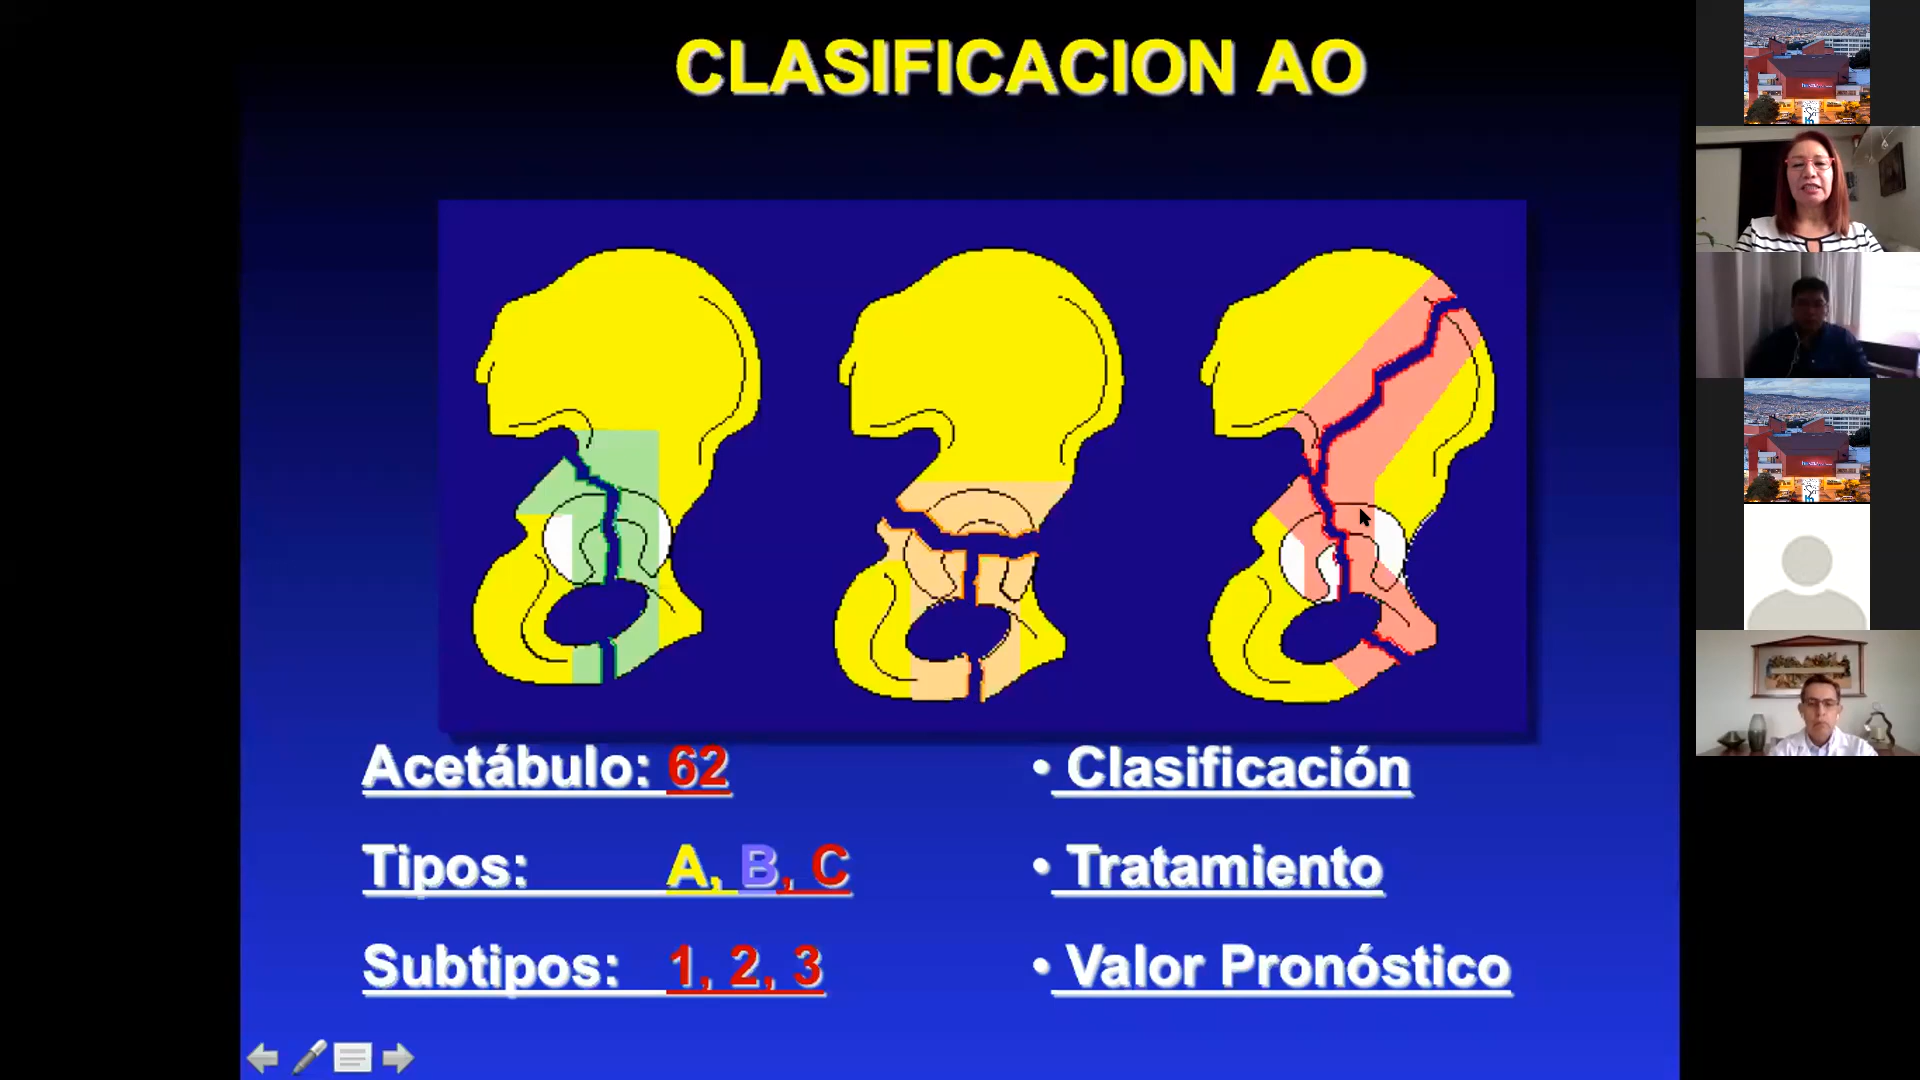 CLASIFICACION AO
Acetábulo: 62
Tipos: A, B, C
Subtipos: 1, 2, 3
• Clasificación
• Tratamiento
• Valor Pronóstico